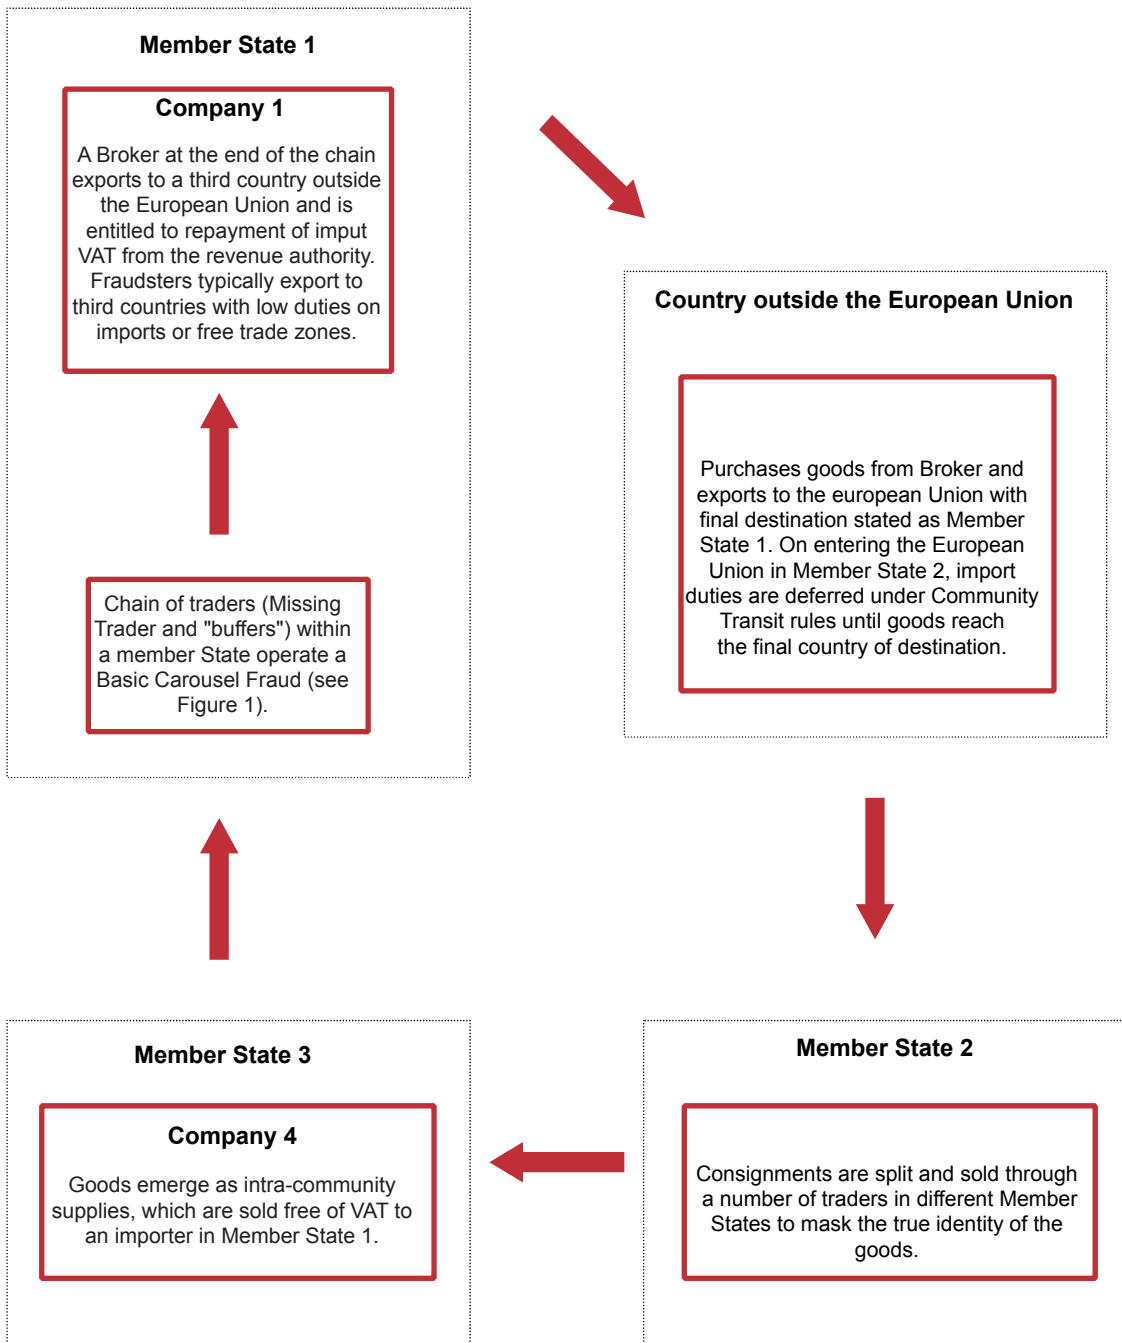 Member State 1
Company 1
A Broker at the end of the chain
exports to a third country outside
the European Union and is
entitled to repayment of imput
VAT from the revenue authority.
Fraudsters typically export to
third countries with low duties on
imports or free trade zones.
Chain of traders (Missing
Trader and "buffers") within
a member State operate a
Basic Carousel Fraud (see
Figure 1).
Country outside the European Union
Purchases goods from Broker and
exports to the european Union with
final destination stated as Member
State 1. On entering the European
Union in Member State 2, import
duties are deferred under Community
Transit rules until goods reach
the final country of destination.
Member State 2
Consignments are split and sold through
a number of traders in different Member
States to mask the true identity of the
goods.
Member State 3
Company 4
Goods emerge as intra-community
supplies, which are sold free of VAT to
an importer in Member State 1.